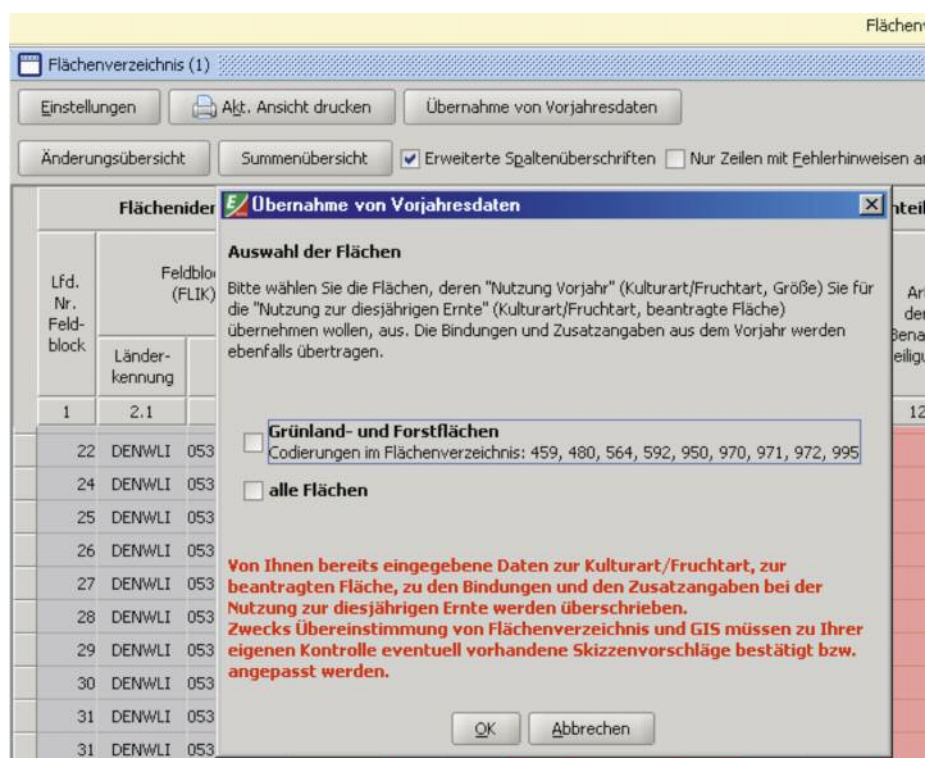 Flächen
Flächenverzeichnis (1)
Einstellungen
Akt. Ansicht drucken
Übernahme von Vorjahresdaten
Änderungsübersicht
Summenübersicht
Erweiterte Spaltenüberschriften
Nur Zeilen mit Fehlerhinweisen a
Flächeniden
Übernahme von Vorjahresdaten
nteil
Lfd.
Nr.
Feld-
block
Feldblo
(FLIK)
Länder-
kennung
Ar
der
Bena
eiligu
1
2.1
12
Auswahl der Flächen
Bitte wählen Sie die Flächen, deren "Nutzung Vorjahr" (Kulturart/Fruchtart, Größe) Sie für
die "Nutzung zur diesjährigen Ernte" (Kulturart/Fruchtart, beantragte Fläche)
übernehmen wollen, aus. Die Bindungen und Zusatzangaben aus dem Vorjahr werden
ebenfalls übertragen.
Grünland- und Forstflächen
Codierungen im Flächenverzeichnis: 459, 480, 564, 592, 950, 970, 971, 972, 995
alle Flächen
Von Ihnen bereits eingegebene Daten zur Kulturart/Fruchtart, zur
beantragten Fläche, zu den Bindungen und den Zusatzangaben bei der
Nutzung zur diesjährigen Ernte werden überschrieben.
Zwecks Übereinstimmung von Flächenverzeichnis und GIS müssen zu Ihrer
eigenen Kontrolle eventuell vorhandene Skizzenvorschläge bestätigt bzw.
angepasst werden.
OK
Abbrechen
22 DENWLI 053
24 DENWLI 053
25 DENWLI 053
26 DENWLI 053
27 DENWLI 053
28 DENWLI 053
29 DENWLI 053
30 DENWLI 053
31 DENWLI 053
31 DENWLI 053